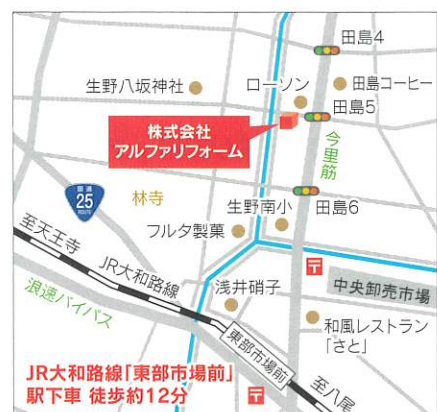 田島4
生野八坂神社
ローソン
田島コーヒー
田島5
株式会社
アルファリフォーム
今里筋
国道
25
ROUTE
林寺
田島6
生野南小
フルタ製菓
至天王寺
JR大和路線
浪速バイパス
浅井硝子
中央卸売市場
東部市場前
和風レストラン
「さと」
至八尾
JR大和路線「東部市場前」
駅下車 徒歩約12分